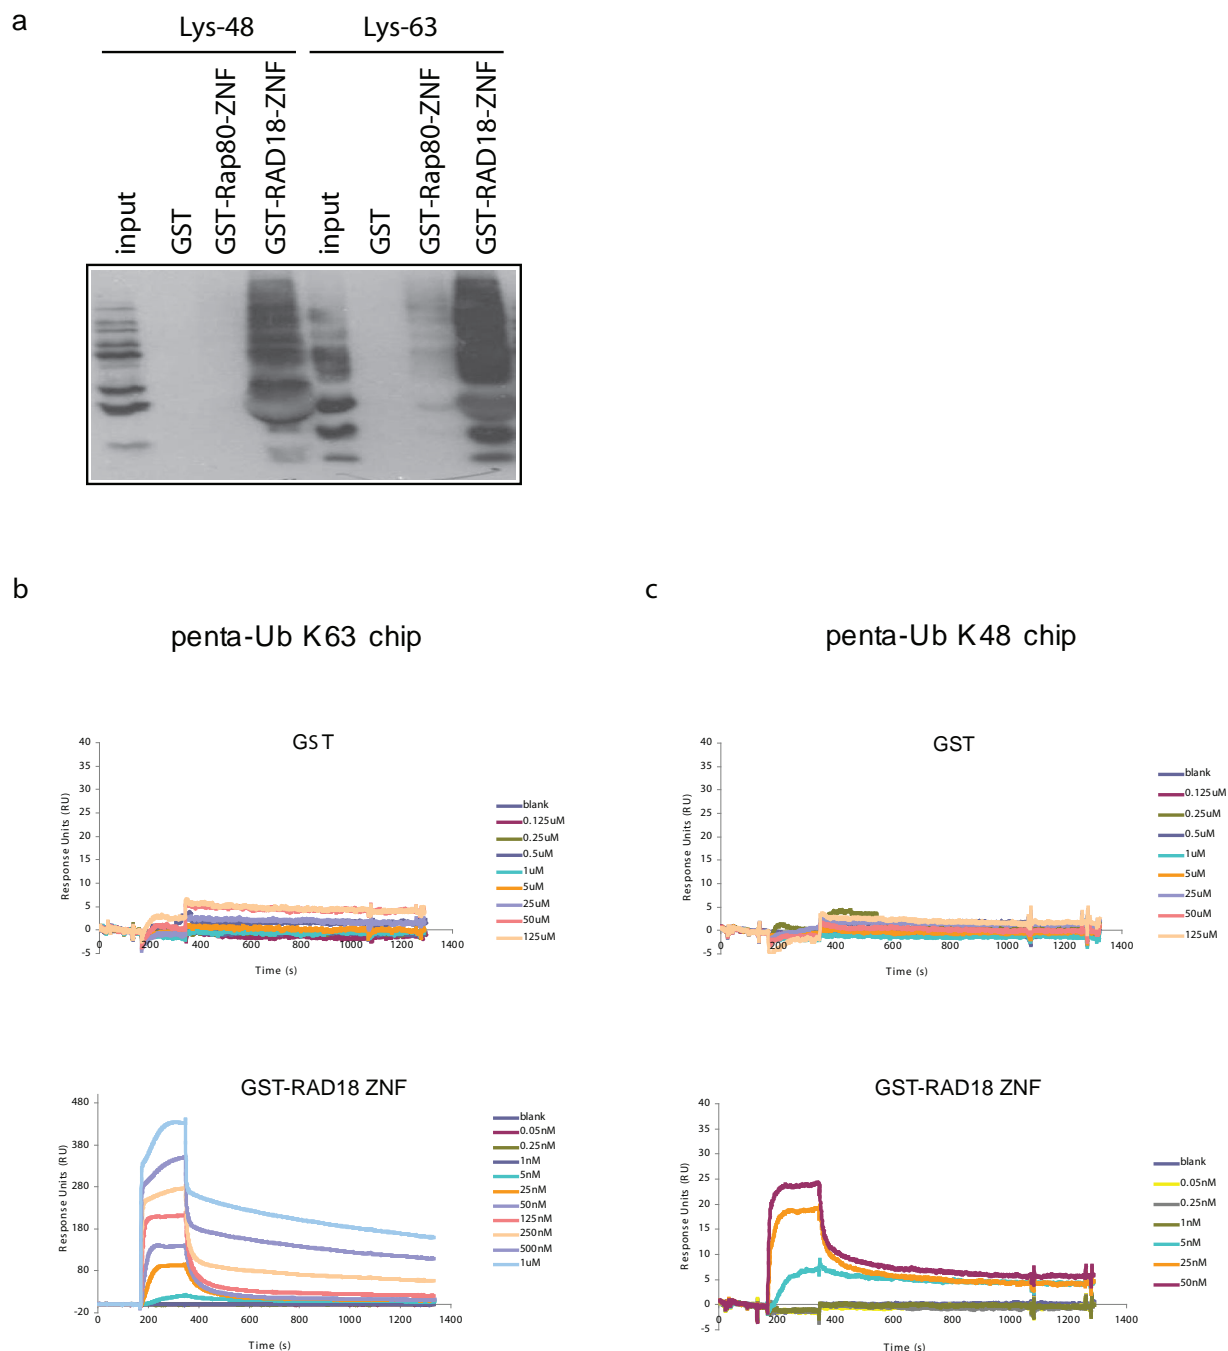 a
Lys-48
Lys-63
input
GST
GST-Rap80-ZNF
GST-RAD18-ZNF
input
GST
GST-Rap80-ZNF
GST-RAD18-ZNF
b
penta-Ub K63 chip
GST
Response Units (RU)
40
35
30
25
20
15
10
5
0
-5
0
200
400
600
800
1000
1200
1400
Time (s)
blank
0.125uM
0.25uM
0.5uM
1uM
5uM
25uM
50uM
125uM
GST-RAD18 ZNF
Response Units (RU)
480
380
280
180
80
-20
0
200
400
600
800
1000
1200
1400
Time (s)
blank
0.05nM
0.25nM
1nM
5nM
25nM
50nM
125nM
250nM
500nM
1uM
c
penta-Ub K48 chip
GST
Response Units (RU)
40
35
30
25
20
15
10
5
0
-5
0
200
400
600
800
1000
1200
1400
Time (s)
blank
0.125uM
0.25uM
0.5uM
1uM
5uM
25uM
50uM
125uM
GST-RAD18 ZNF
Response Units (RU)
40
35
30
25
20
15
10
5
0
-5
0
200
400
600
800
1000
1200
1400
Time (s)
blank
0.05nM
0.25nM
1nM
5nM
25nM
50nM